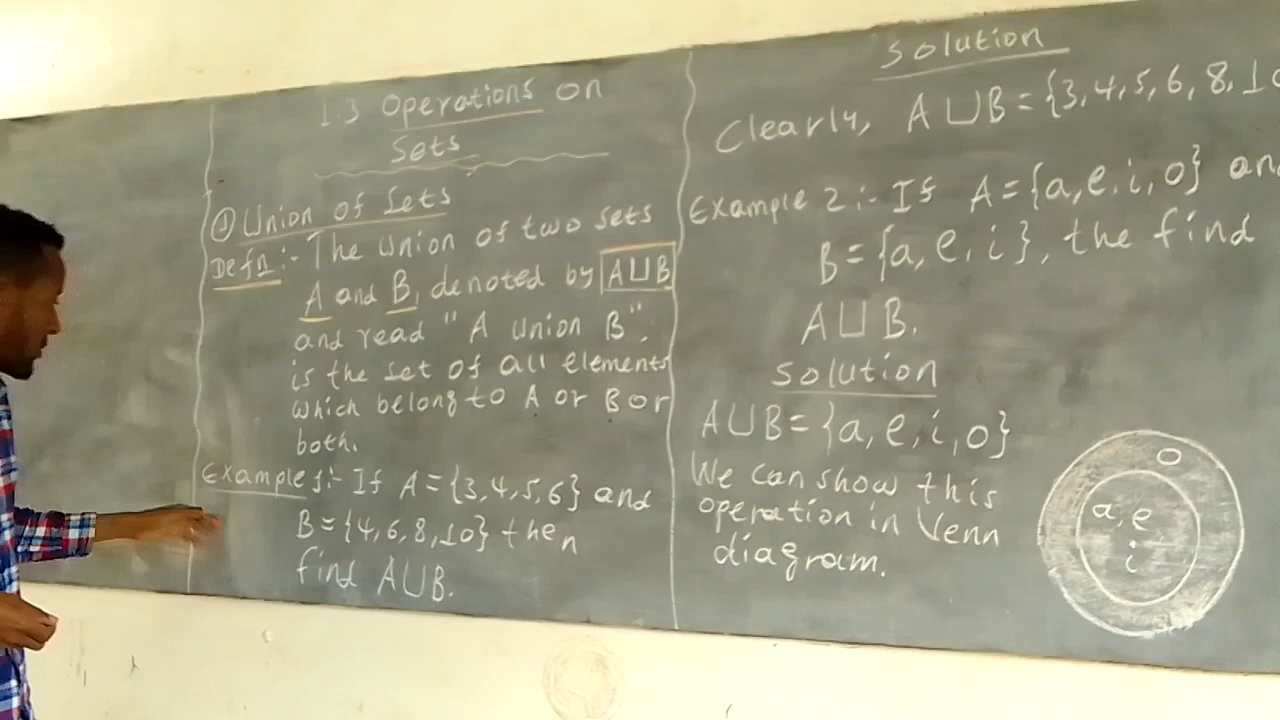 1.3 Operations on
Sets
① Union of Sets
Defn:- The Union of two sets
A and B, denoted by A∪B
and read "A union B".
is the set of all elements
which belong to A or B or
both.
Example 1:- If A = {3,4,5,6} and
B = {4,6,8,10} then
find A∪B.
Solution
Clearly, A∪B = {3,4,5,6,8,10
Example 2:- If A = {a,e,i,o} and
B = {a,e,i}, the find
A∪B.
Solution
A∪B = {a,e,i,o}
We can show this
operation in Venn
diagram.
o
a, e
i